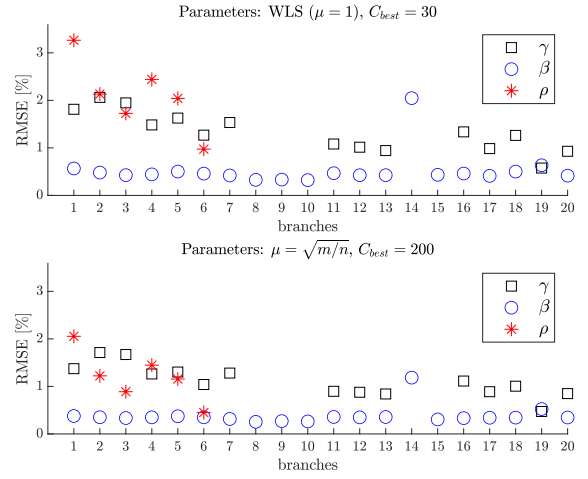 Parameters: WLS (μ = 1), C_best = 30
RMSE [%]
3
2
1
0
γ
β
ρ
1 2 3 4 5 6 7 8 9 10 11 12 13 14 15 16 17 18 19 20
branches
Parameters: μ = √m/n, C_best = 200
RMSE [%]
3
2
1
0
γ
β
ρ
1 2 3 4 5 6 7 8 9 10 11 12 13 14 15 16 17 18 19 20
branches